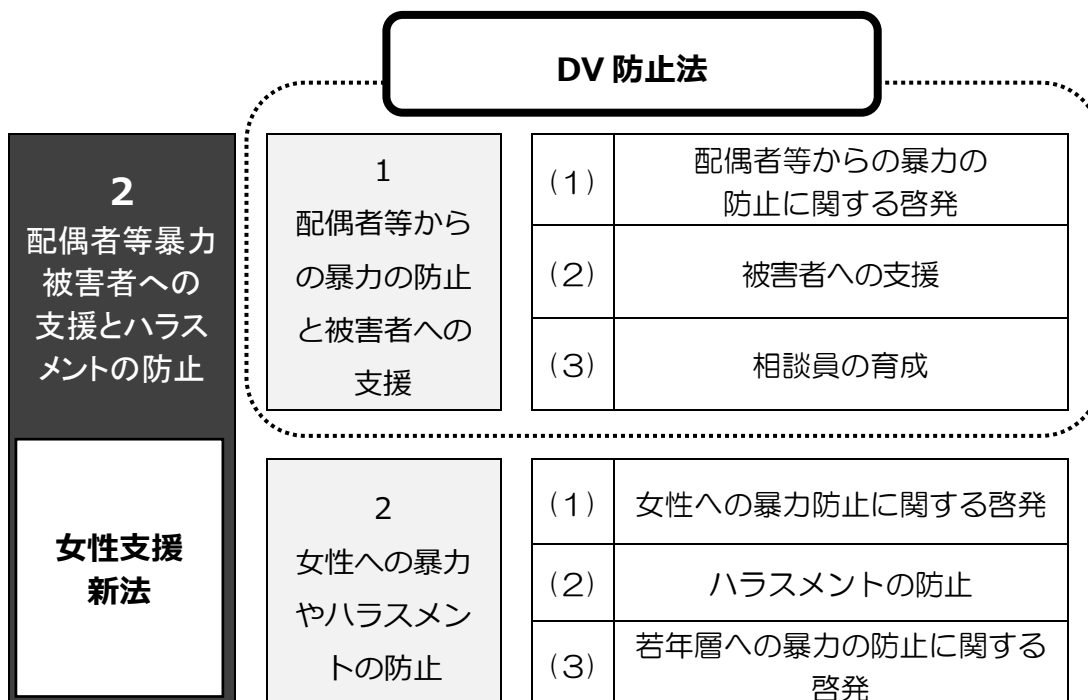 DV 防止法
2
配偶者等暴力
被害者への
支援とハラス
メントの防止
女性支援
新法
1
配偶者等から
の暴力の防止
と被害者への
支援
(1)
配偶者等からの暴力の
防止に関する啓発
(2)
被害者への支援
(3)
相談員の育成
2
女性への暴力
やハラスメン
トの防止
(1)
女性への暴力防止に関する啓発
(2)
ハラスメントの防止
(3)
若年層への暴力の防止に関する
啓発